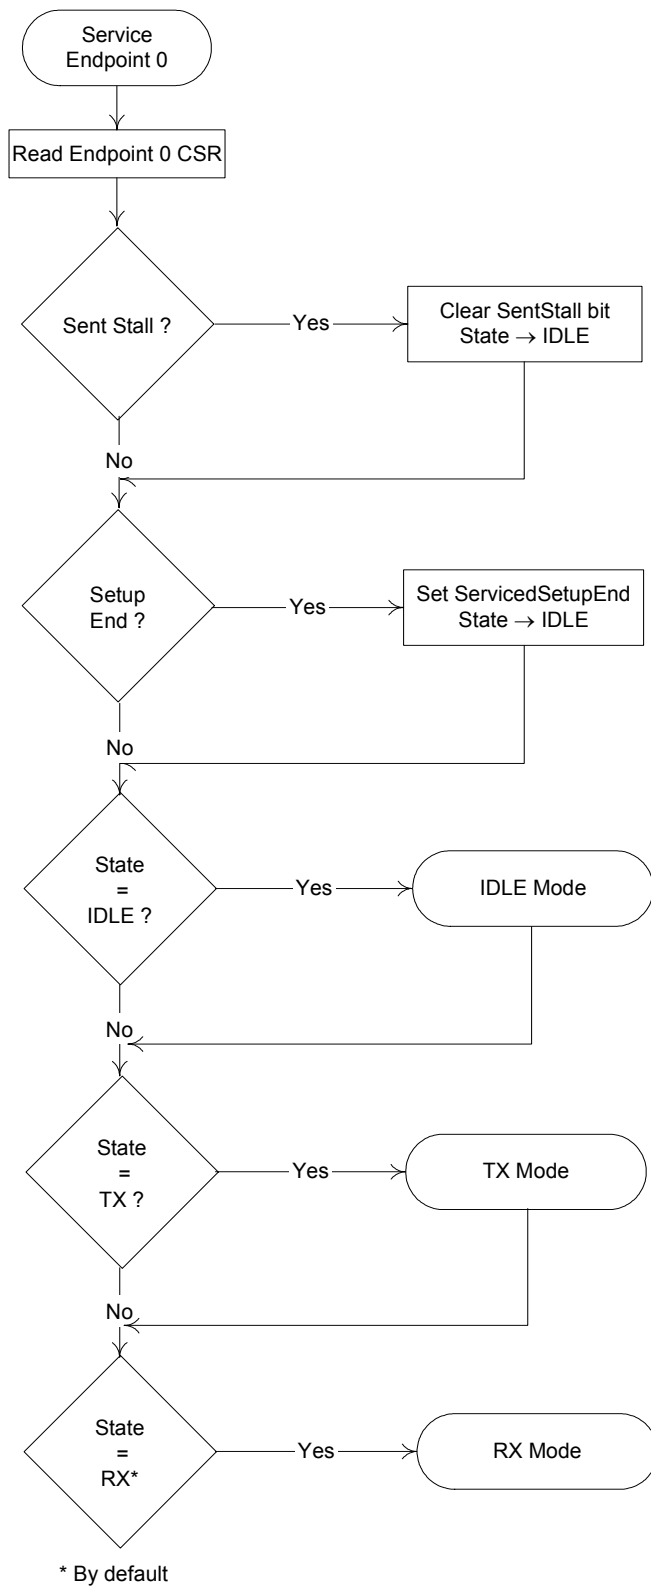 Service
Endpoint 0
Read Endpoint 0 CSR
Sent Stall ?
Yes
Clear SentStall bit
State → IDLE
No
Setup
End ?
Yes
Set ServicedSetupEnd
State → IDLE
No
State
=
IDLE ?
Yes
IDLE Mode
No
State
=
TX ?
Yes
TX Mode
No
State
=
RX*
Yes
RX Mode
* By default